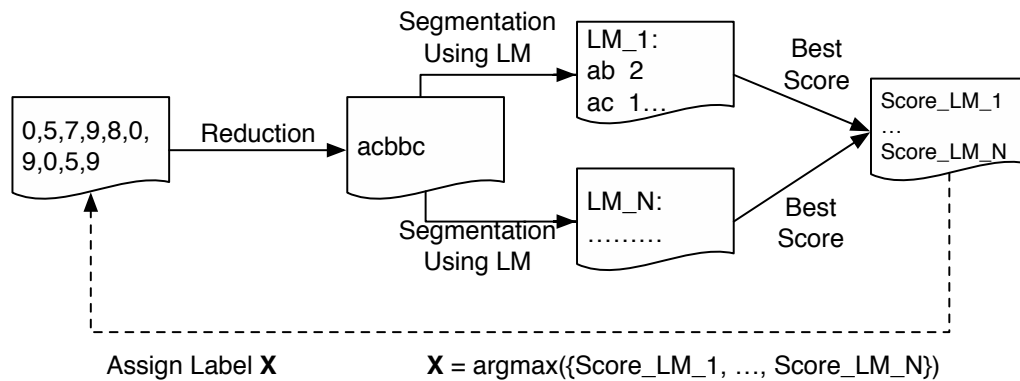 0,5,7,9,8,0,
9,0,5,9
Reduction
acbbc
Segmentation
Using LM
LM_1:
ab 2
ac 1…
Best
Score
Segmentation
Using LM
LM_N:
………
Best
Score
Score_LM_1
…
Score_LM_N
Assign Label X
X = argmax({Score_LM_1, …, Score_LM_N})